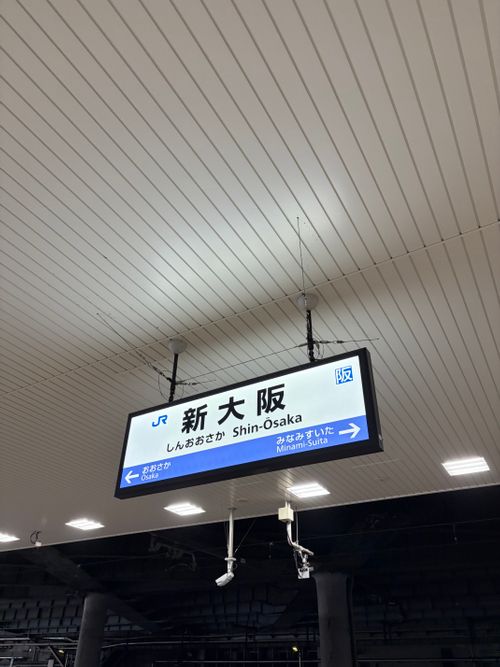 JR
阪
新大阪
しんおおさか Shin-Ōsaka
← おおさか
Ōsaka
みなみすいた →
Minami-Suita